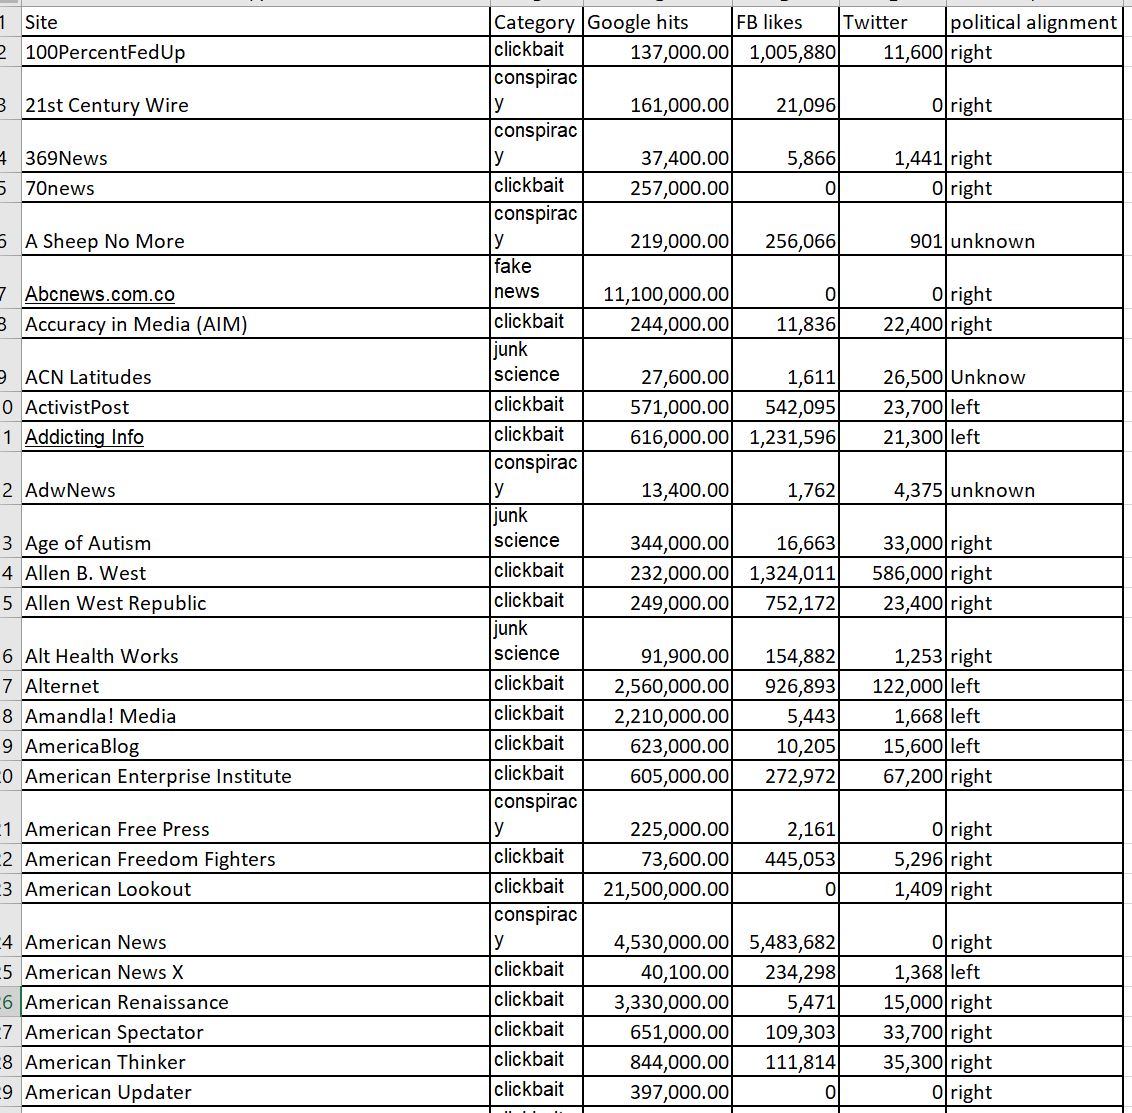 1 Site Category Google hits FB likes Twitter political alignment
2 100PercentFedUp clickbait 137,000.00 1,005,880 11,600 right
conspirac
3 21st Century Wire y 161,000.00 21,096 0 right
conspirac
4 369News y 37,400.00 5,866 1,441 right
5 70news clickbait 257,000.00 0 0 right
conspirac
6 A Sheep No More y 219,000.00 256,066 901 unknown
fake
7 Abcnews.com.co news 11,100,000.00 0 0 right
8 Accuracy in Media (AIM) clickbait 244,000.00 11,836 22,400 right
junk
9 ACN Latitudes science 27,600.00 1,611 26,500 Unknow
0 ActivistPost clickbait 571,000.00 542,095 23,700 left
1 Addicting Info clickbait 616,000.00 1,231,596 21,300 left
conspirac
2 AdwNews y 13,400.00 1,762 4,375 unknown
junk
3 Age of Autism science 344,000.00 16,663 33,000 right
4 Allen B. West clickbait 232,000.00 1,324,011 586,000 right
5 Allen West Republic clickbait 249,000.00 752,172 23,400 right
junk
6 Alt Health Works science 91,900.00 154,882 1,253 right
7 Alternet clickbait 2,560,000.00 926,893 122,000 left
8 Amandla! Media clickbait 2,210,000.00 5,443 1,668 left
9 AmericaBlog clickbait 623,000.00 10,205 15,600 left
20 American Enterprise Institute clickbait 605,000.00 272,972 67,200 right
conspirac
21 American Free Press y 225,000.00 2,161 0 right
22 American Freedom Fighters clickbait 73,600.00 445,053 5,296 right
23 American Lookout clickbait 21,500,000.00 0 1,409 right
conspirac
24 American News y 4,530,000.00 5,483,682 0 right
25 American News X clickbait 40,100.00 234,298 1,368 left
26 American Renaissance clickbait 3,330,000.00 5,471 15,000 right
27 American Spectator clickbait 651,000.00 109,303 33,700 right
28 American Thinker clickbait 844,000.00 111,814 35,300 right
29 American Updater clickbait 397,000.00 0 0 right